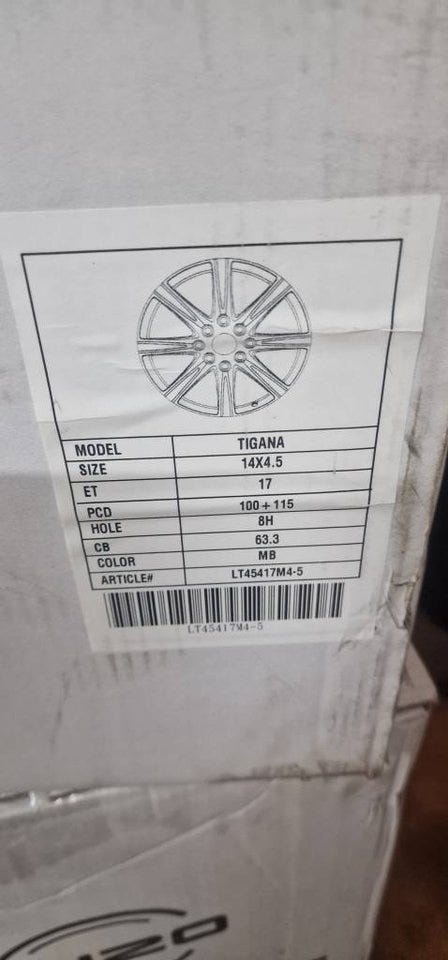 MODEL TIGANA
SIZE 14X4.5
ET 17
PCD 100+115
HOLE 8H
CB 63.3
COLOR MB
ARTICLE# LT45417M4-5
LT45417M4-5